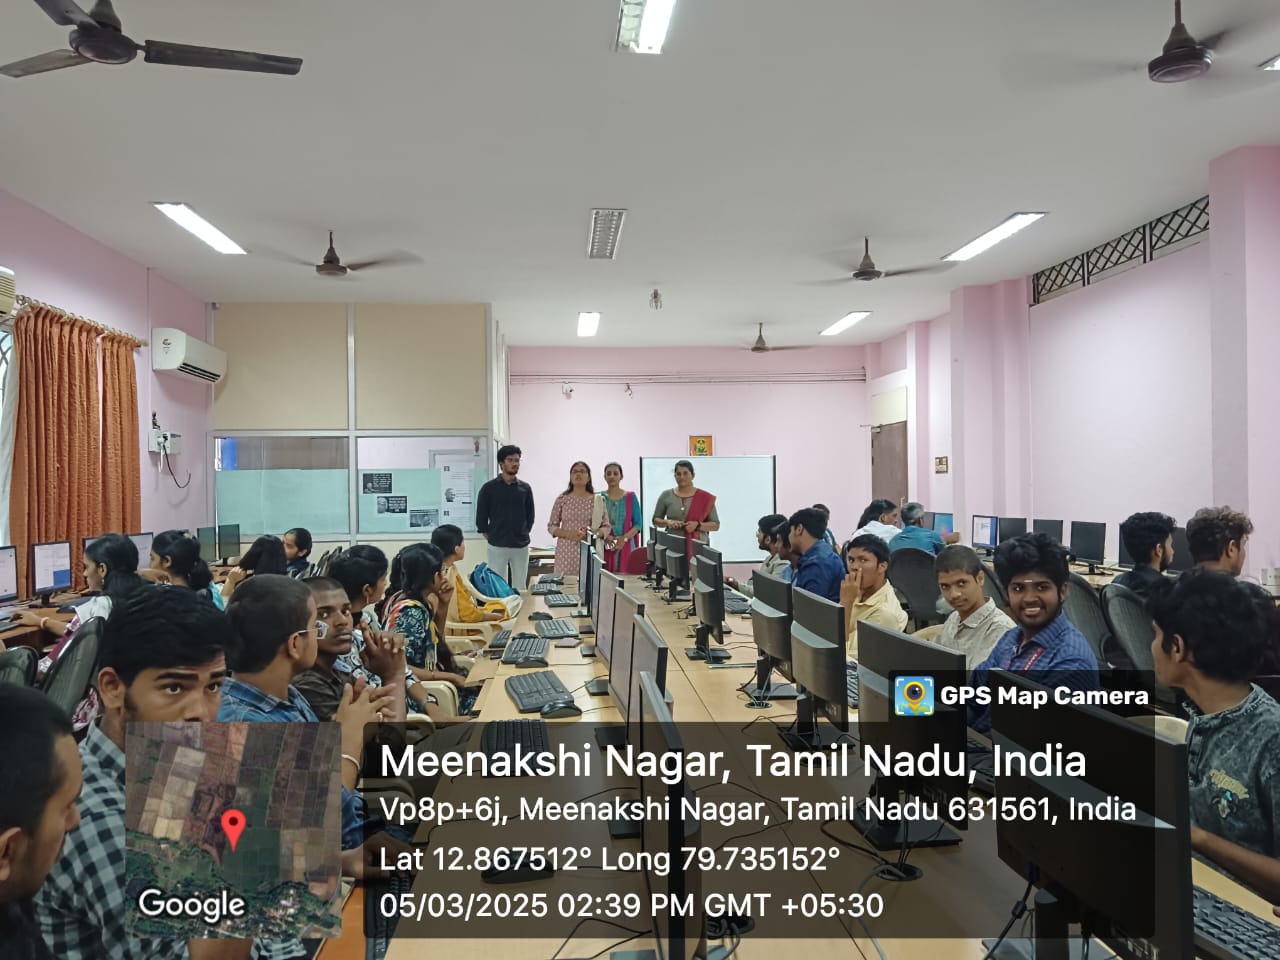 GPS Map Camera
Meenakshi Nagar, Tamil Nadu, India
Vp8p+6j, Meenakshi Nagar, Tamil Nadu 631561, India
Lat 12.867512° Long 79.735152°
05/03/2025 02:39 PM GMT +05:30
Google